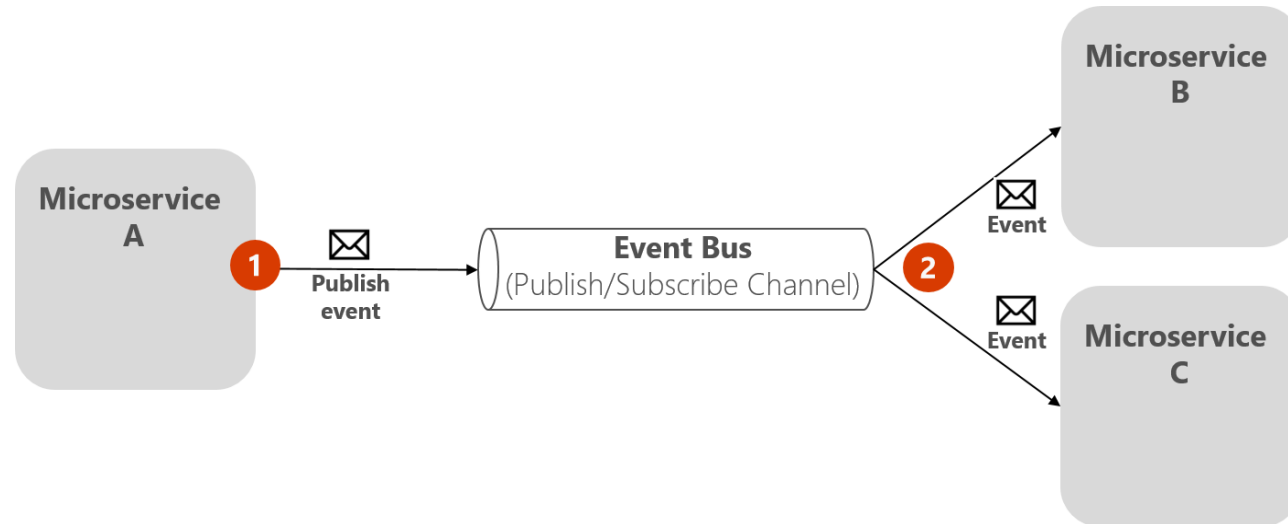 Microservice
A
1
Publish
event
Event Bus
(Publish/Subscribe Channel)
2
Event
Microservice
B
Event
Microservice
C